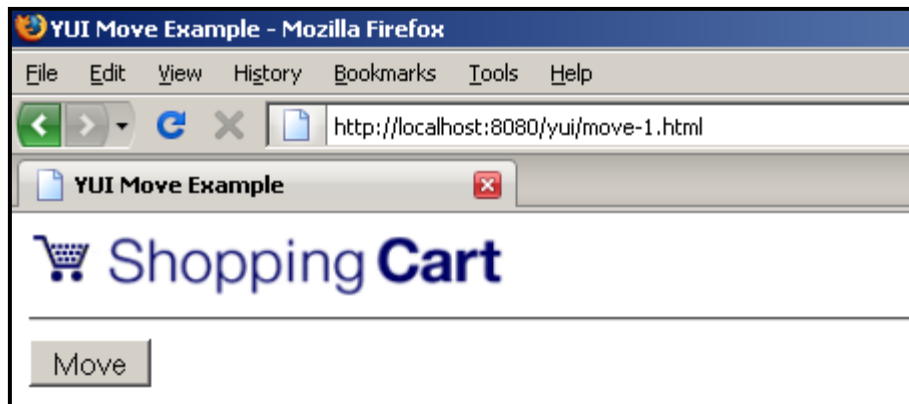 YUI Move Example - Mozilla Firefox
File Edit View History Bookmarks Tools Help
http://localhost:8080/yui/move-1.html
YUI Move Example
Shopping Cart
Move